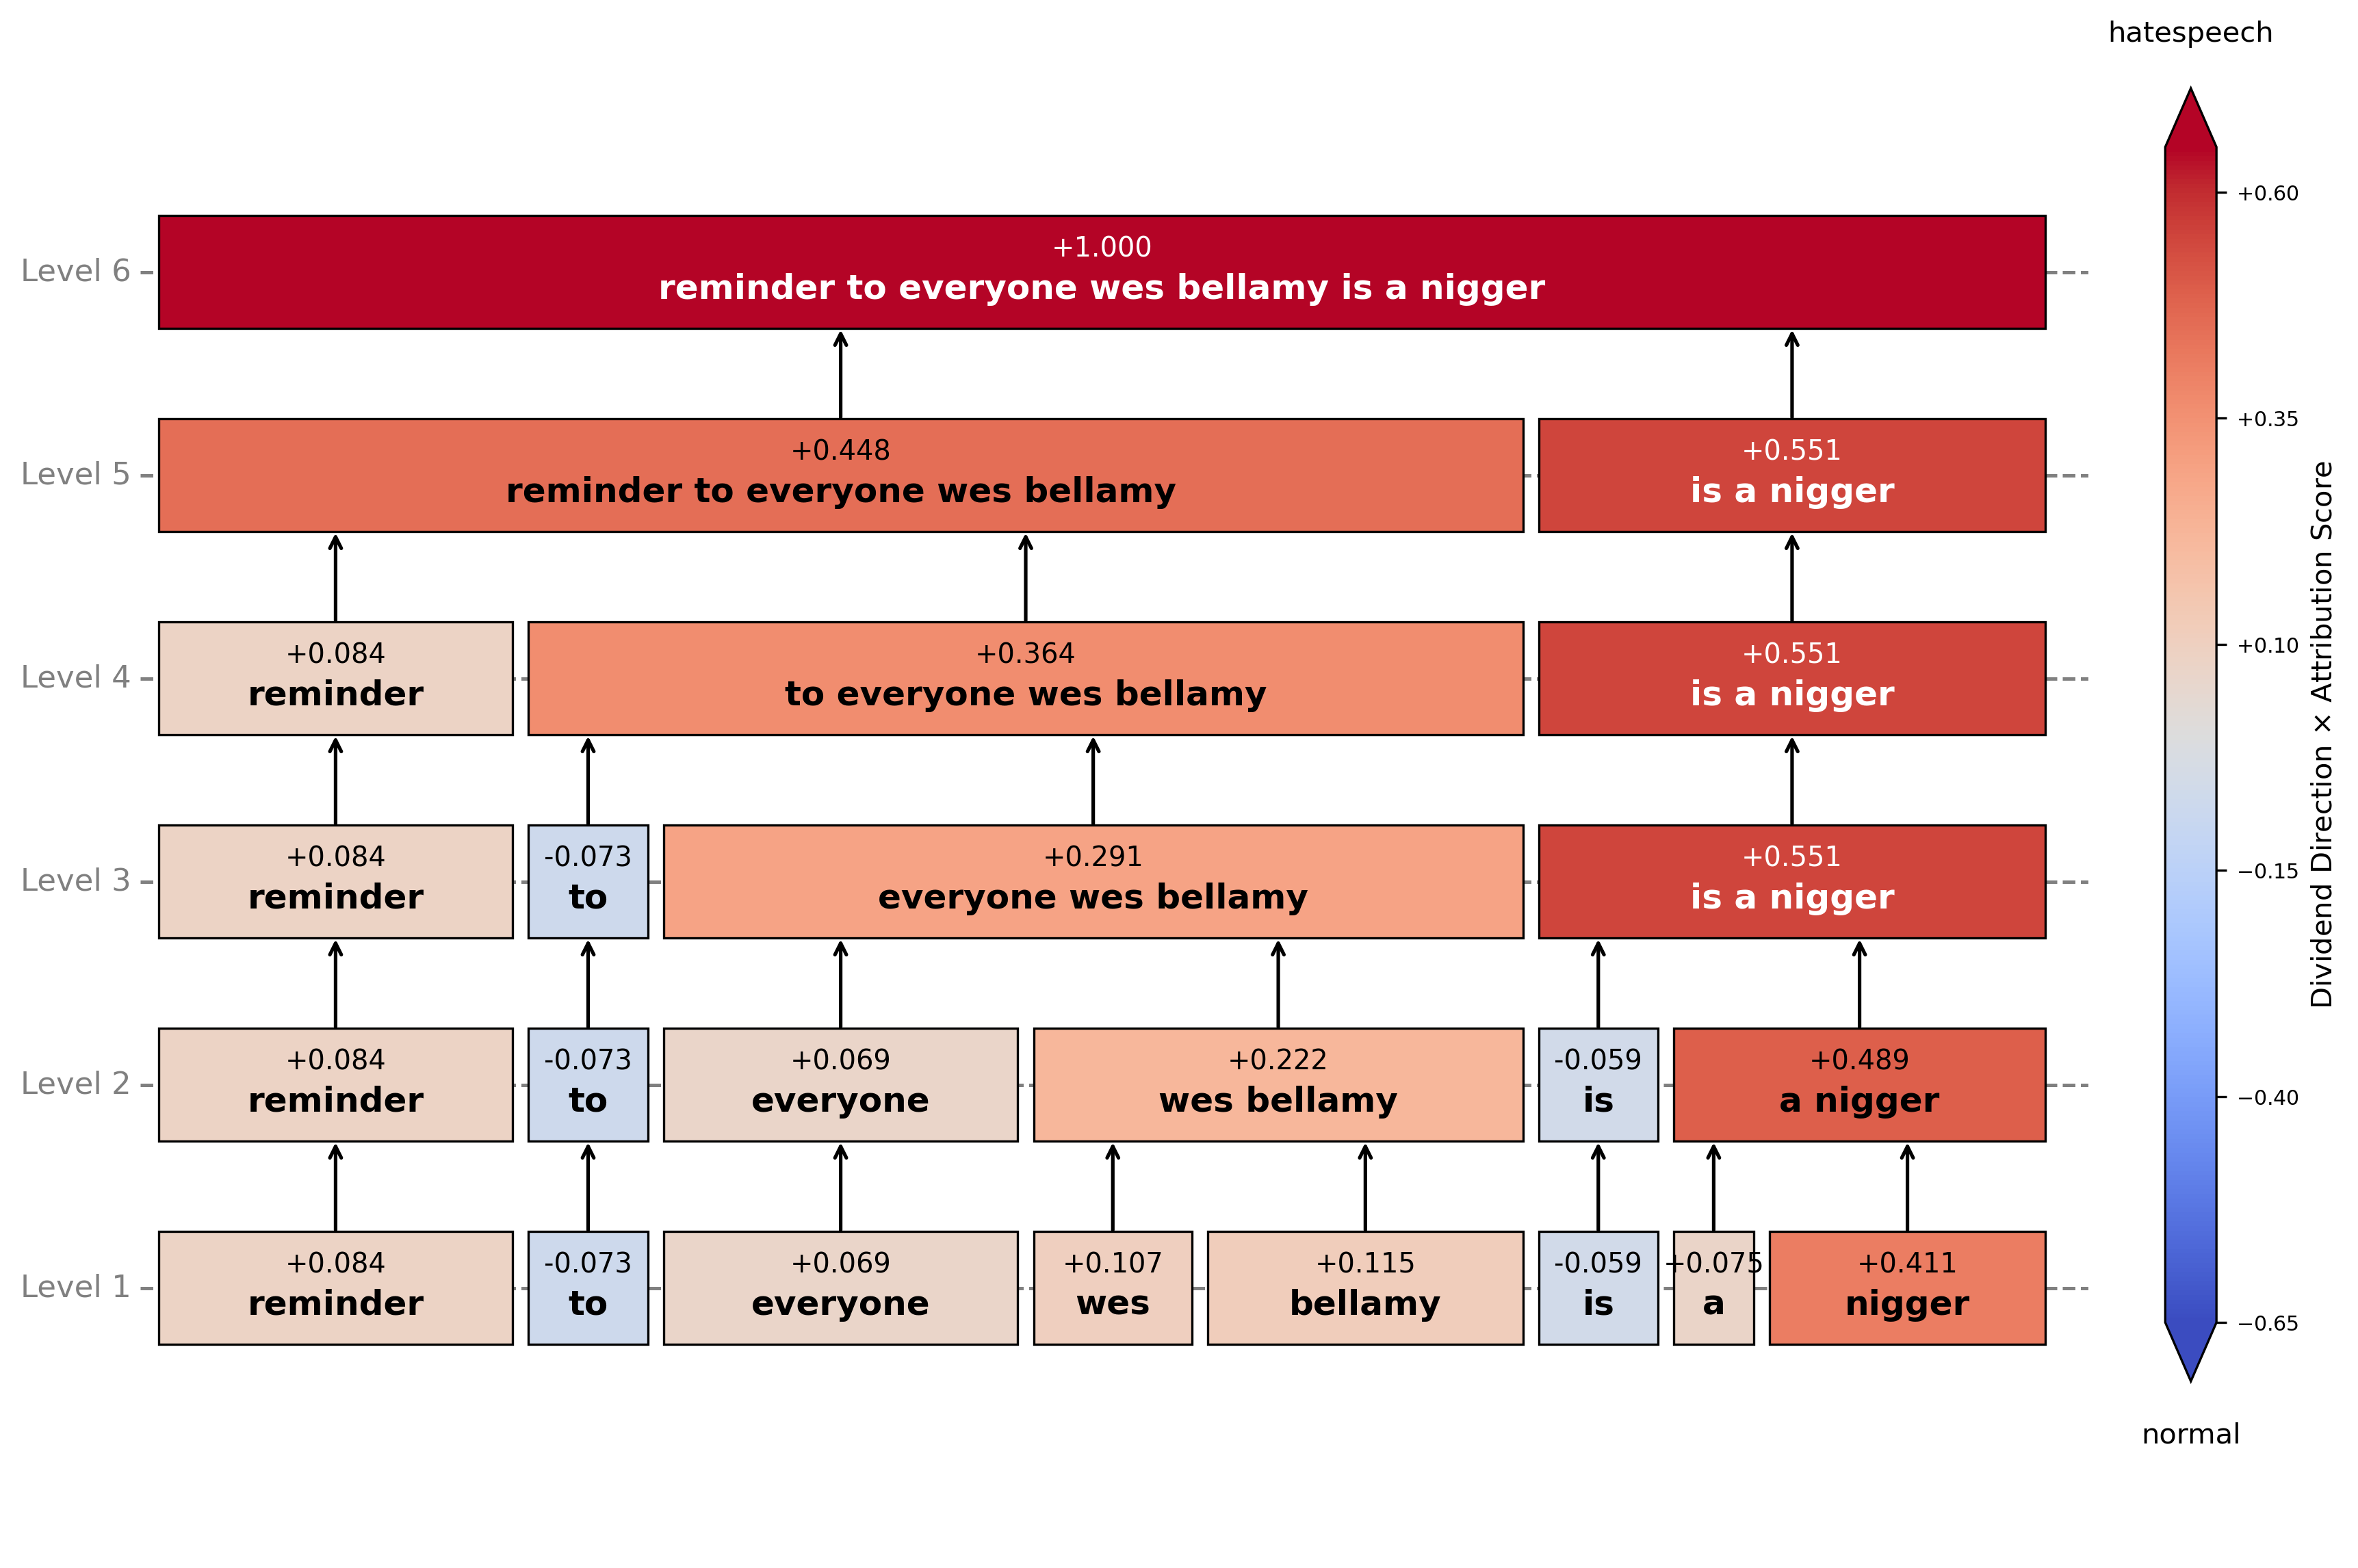 hatespeech
Level 6
+1.000
reminder to everyone wes bellamy is a nigger
Level 5
+0.448
reminder to everyone wes bellamy
+0.551
is a nigger
Level 4
+0.084
reminder
+0.364
to everyone wes bellamy
+0.551
is a nigger
Level 3
+0.084
reminder
-0.073
to
+0.291
everyone wes bellamy
+0.551
is a nigger
Level 2
+0.084
reminder
-0.073
to
+0.069
everyone
+0.222
wes bellamy
-0.059
is
+0.489
a nigger
Level 1
+0.084
reminder
-0.073
to
+0.069
everyone
+0.107
wes
+0.115
bellamy
-0.059
is
+0.075
a
+0.411
nigger
+0.60
+0.35
+0.10
−0.15
−0.40
−0.65
Dividend Direction × Attribution Score
normal